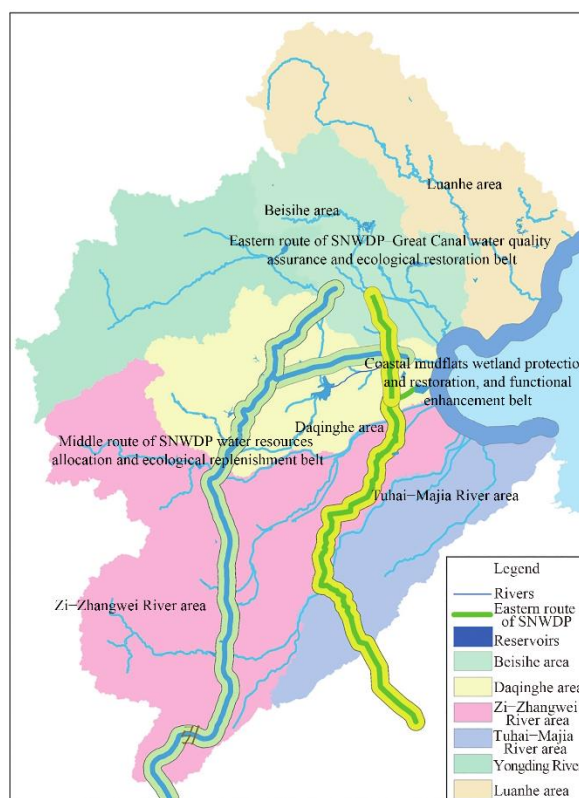 Luanhe area
Beisihe area
Eastern route of SNWDP–Great Canal water quality
assurance and ecological restoration belt
Coastal mudflats wetland protection
and restoration, and functional
enhancement belt
Daqinghe area
Middle route of SNWDP water resources
allocation and ecological replenishment belt
Tuhai–Majia River area
Zi–Zhangwei River area
Legend
Rivers
Eastern route
of SNWDP
Reservoirs
Beisihe area
Daqinghe area
Zi–Zhangwei
River area
Tuhai–Majia
River area
Yongding River
Luanhe area